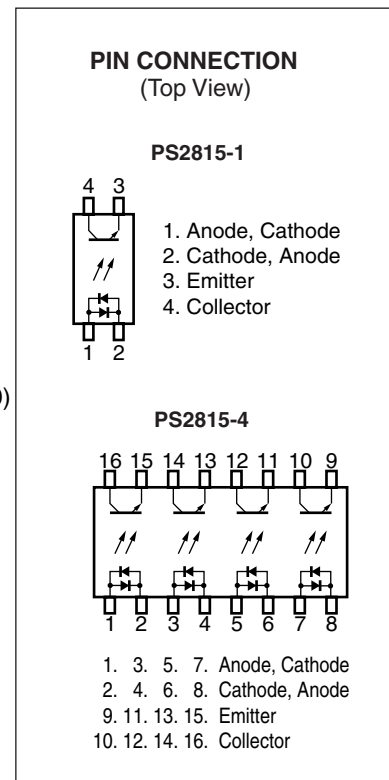 PIN CONNECTION
(Top View)
PS2815-1
4 3
1. Anode, Cathode
2. Cathode, Anode
3. Emitter
4. Collector
1 2
)
PS2815-4
16 15 14 13 12 11 10 9
1 2 3 4 5 6 7 8
1. 3. 5. 7. Anode, Cathode
2. 4. 6. 8. Cathode, Anode
9. 11. 13. 15. Emitter
10. 12. 14. 16. Collector